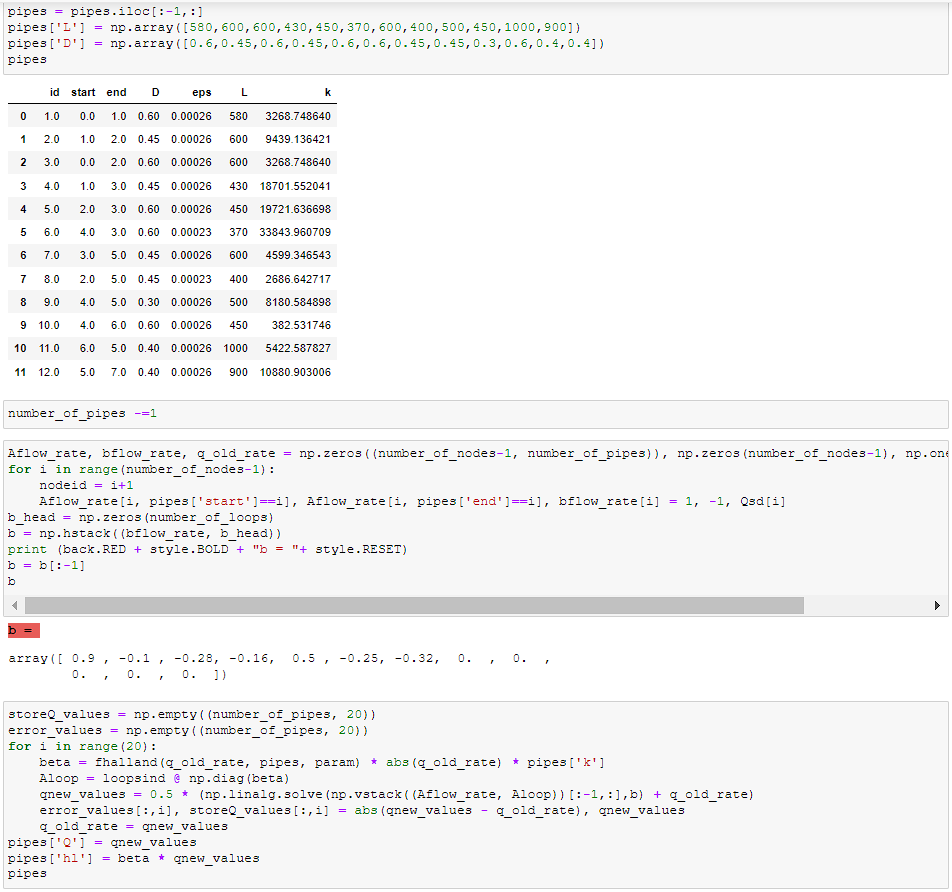 pipes = pipes.iloc[:-1,:]
pipes['L'] = np.array([580,600,600,430,450,370,600,400,500,450,1000,900])
pipes['D'] = np.array([0.6,0.45,0.6,0.45,0.6,0.6,0.45,0.45,0.3,0.6,0.4,0.4])
pipes
id start end D eps L k
0 1.0 0.0 1.0 0.60 0.00026 580 3268.748640
1 2.0 1.0 2.0 0.45 0.00026 600 9439.136421
2 3.0 0.0 2.0 0.60 0.00026 600 3268.748640
3 4.0 1.0 3.0 0.45 0.00026 430 18701.552041
4 5.0 2.0 3.0 0.60 0.00026 450 19721.636698
5 6.0 4.0 3.0 0.60 0.00023 370 33843.960709
6 7.0 3.0 5.0 0.45 0.00026 600 4599.346543
7 8.0 2.0 5.0 0.45 0.00023 400 2686.642717
8 9.0 4.0 5.0 0.30 0.00026 500 8180.584898
9 10.0 4.0 6.0 0.60 0.00026 450 382.531746
10 11.0 6.0 5.0 0.40 0.00026 1000 5422.587827
11 12.0 5.0 7.0 0.40 0.00026 900 10880.903006
number_of_pipes -=1
Aflow_rate, bflow_rate, q_old_rate = np.zeros((number_of_nodes-1, number_of_pipes)), np.zeros(number_of_nodes-1), np.one
for i in range(number_of_nodes-1):
    nodeid = i+1
    Aflow_rate[i, pipes['start']==i], Aflow_rate[i, pipes['end']==i], bflow_rate[i] = 1, -1, Qsd[i]
b_head = np.zeros(number_of_loops)
b = np.hstack((bflow_rate, b_head))
print (back.RED + style.BOLD + "b = "+ style.RESET)
b = b[:-1]
b
b =
array([ 0.9 , -0.1 , -0.28, -0.16,  0.5 , -0.25, -0.32,  0.  ,  0.  ,
        0.  ,  0.  ,  0.  ])
storeQ_values = np.empty((number_of_pipes, 20))
error_values = np.empty((number_of_pipes, 20))
for i in range(20):
    beta = fhalland(q_old_rate, pipes, param) * abs(q_old_rate) * pipes['k']
    Aloop = loopsind @ np.diag(beta)
    qnew_values = 0.5 * (np.linalg.solve(np.vstack((Aflow_rate, Aloop))[:-1,:],b) + q_old_rate)
    error_values[:,i], storeQ_values[:,i] = abs(qnew_values - q_old_rate), qnew_values
    q_old_rate = qnew_values
pipes['Q'] = qnew_values
pipes['hl'] = beta * qnew_values
pipes